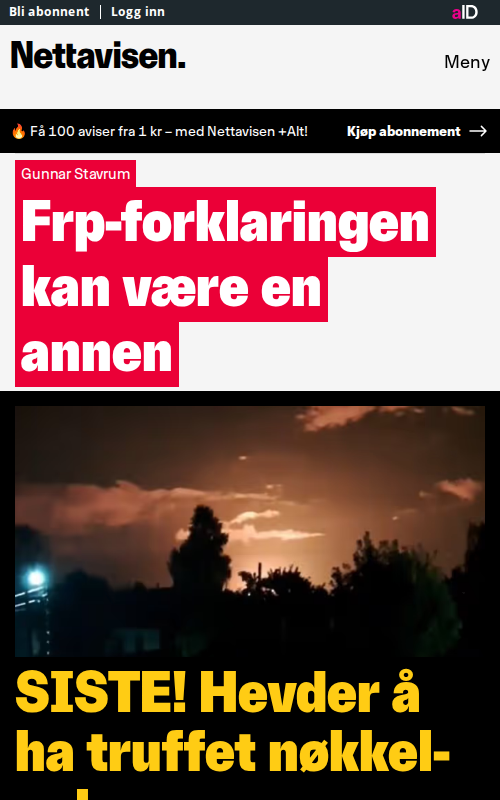 Bli abonnent | Logg inn
aID
Nettavisen.
Meny
🔥 Få 100 aviser fra 1 kr – med Nettavisen +Alt!
Kjøp abonnement →
Gunnar Stavrum
Frp-forklaringen
kan være en
annen
SISTE! Hevder å
ha truffet nøkkel-